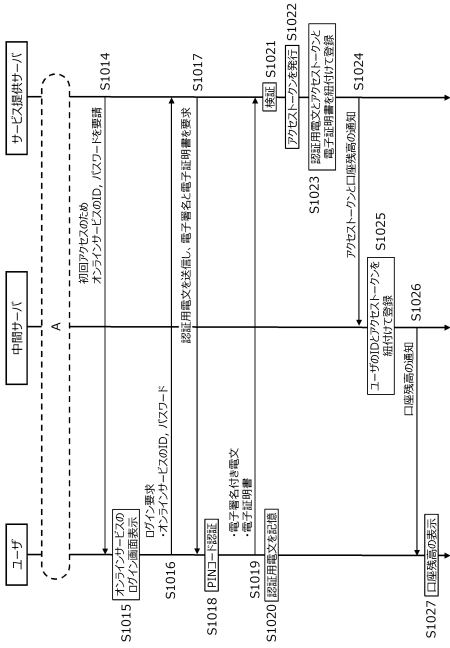 ユーザ
中間サーバ
サービス提供サーバ
A
S1014
初回アクセスのため
オンラインサービスのID, パスワードを要請
S1015
オンラインサービスの
ログイン画面表示
S1016
ログイン要求
・オンラインサービスのID, パスワード
S1017
認証用電文を送信し、電子署名と電子証明書を要求
S1018
PINコード認証
S1019
・電子署名付き電文
・電子証明書
S1020
認証用電文を記憶
S1021
検証
S1022
アクセストークンを発行
S1023
認証用電文とアクセストークンと
電子証明書を紐付けて登録
S1024
アクセストークンと口座残高の通知
S1025
ユーザのIDとアクセストークンを
紐付けて登録
S1026
口座残高の通知
S1027
口座残高の表示